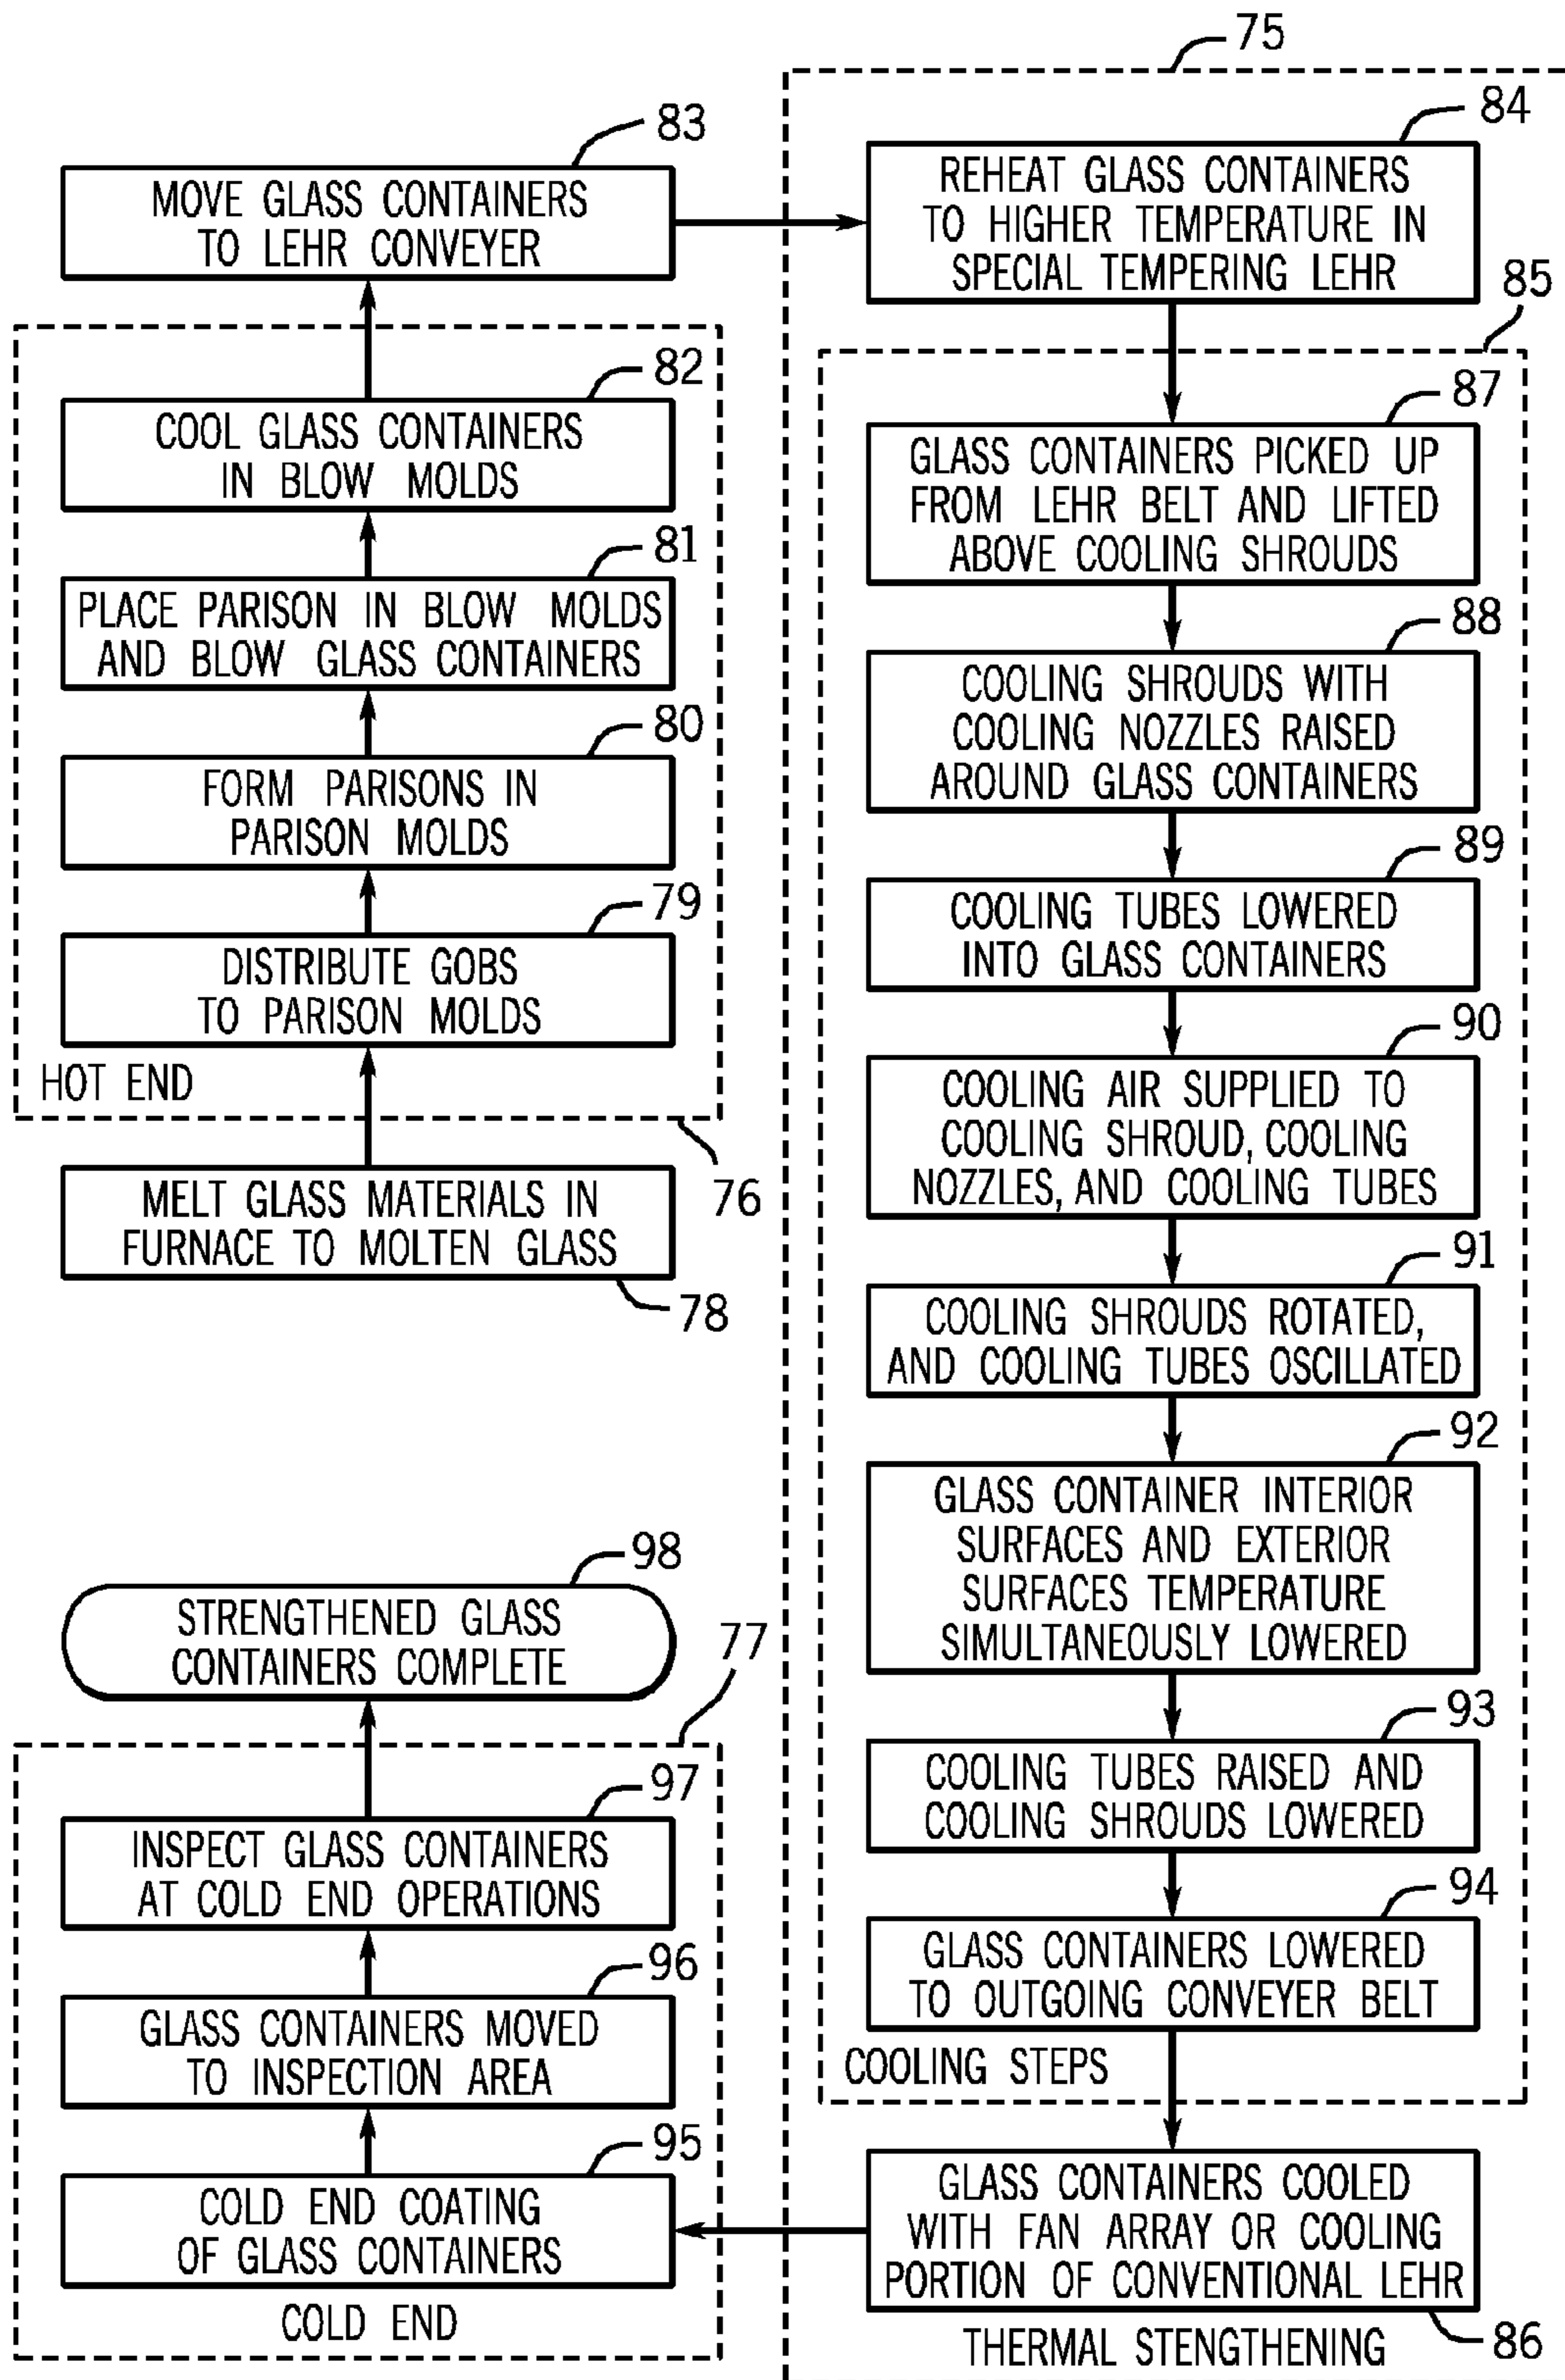 75
83
MOVE GLASS CONTAINERS
TO LEHR CONVEYER
82
COOL GLASS CONTAINERS
IN BLOW MOLDS
81
PLACE PARISON IN BLOW MOLDS
AND BLOW GLASS CONTAINERS
80
FORM PARISONS IN
PARISON MOLDS
79
DISTRIBUTE GOBS
TO PARISON MOLDS
HOT END
76
MELT GLASS MATERIALS IN
FURNACE TO MOLTEN GLASS
78
84
REHEAT GLASS CONTAINERS
TO HIGHER TEMPERATURE IN
SPECIAL TEMPERING LEHR
85
87
GLASS CONTAINERS PICKED UP
FROM LEHR BELT AND LIFTED
ABOVE COOLING SHROUDS
88
COOLING SHROUDS WITH
COOLING NOZZLES RAISED
AROUND GLASS CONTAINERS
89
COOLING TUBES LOWERED
INTO GLASS CONTAINERS
90
COOLING AIR SUPPLIED TO
COOLING SHROUD, COOLING
NOZZLES, AND COOLING TUBES
91
COOLING SHROUDS ROTATED,
AND COOLING TUBES OSCILLATED
92
GLASS CONTAINER INTERIOR
SURFACES AND EXTERIOR
SURFACES TEMPERATURE
SIMULTANEOUSLY LOWERED
93
COOLING TUBES RAISED AND
COOLING SHROUDS LOWERED
94
GLASS CONTAINERS LOWERED
TO OUTGOING CONVEYER BELT
COOLING STEPS
GLASS CONTAINERS COOLED
WITH FAN ARRAY OR COOLING
PORTION OF CONVENTIONAL LEHR
86
THERMAL STENGTHENING
98
STRENGTHENED GLASS
CONTAINERS COMPLETE
77
97
INSPECT GLASS CONTAINERS
AT COLD END OPERATIONS
96
GLASS CONTAINERS MOVED
TO INSPECTION AREA
95
COLD END COATING
OF GLASS CONTAINERS
COLD END